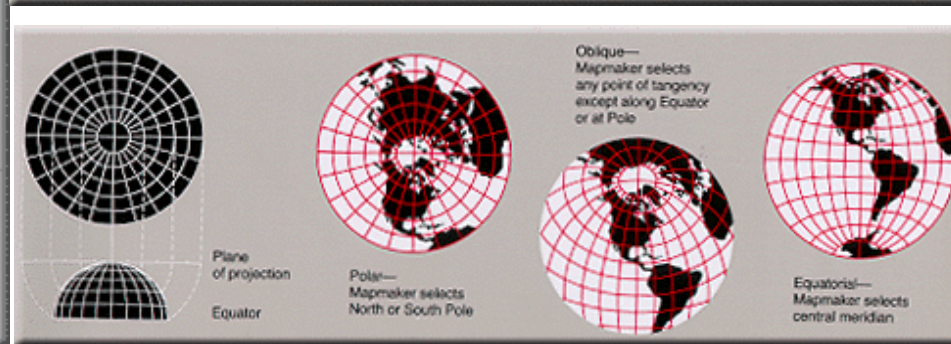 Plane
of projection
Equator
Polar—
Mapmaker selects
North or South Pole
Oblique—
Mapmaker selects
any point of tangency
except along Equator
or at Pole
Equatorial—
Mapmaker selects
central meridian